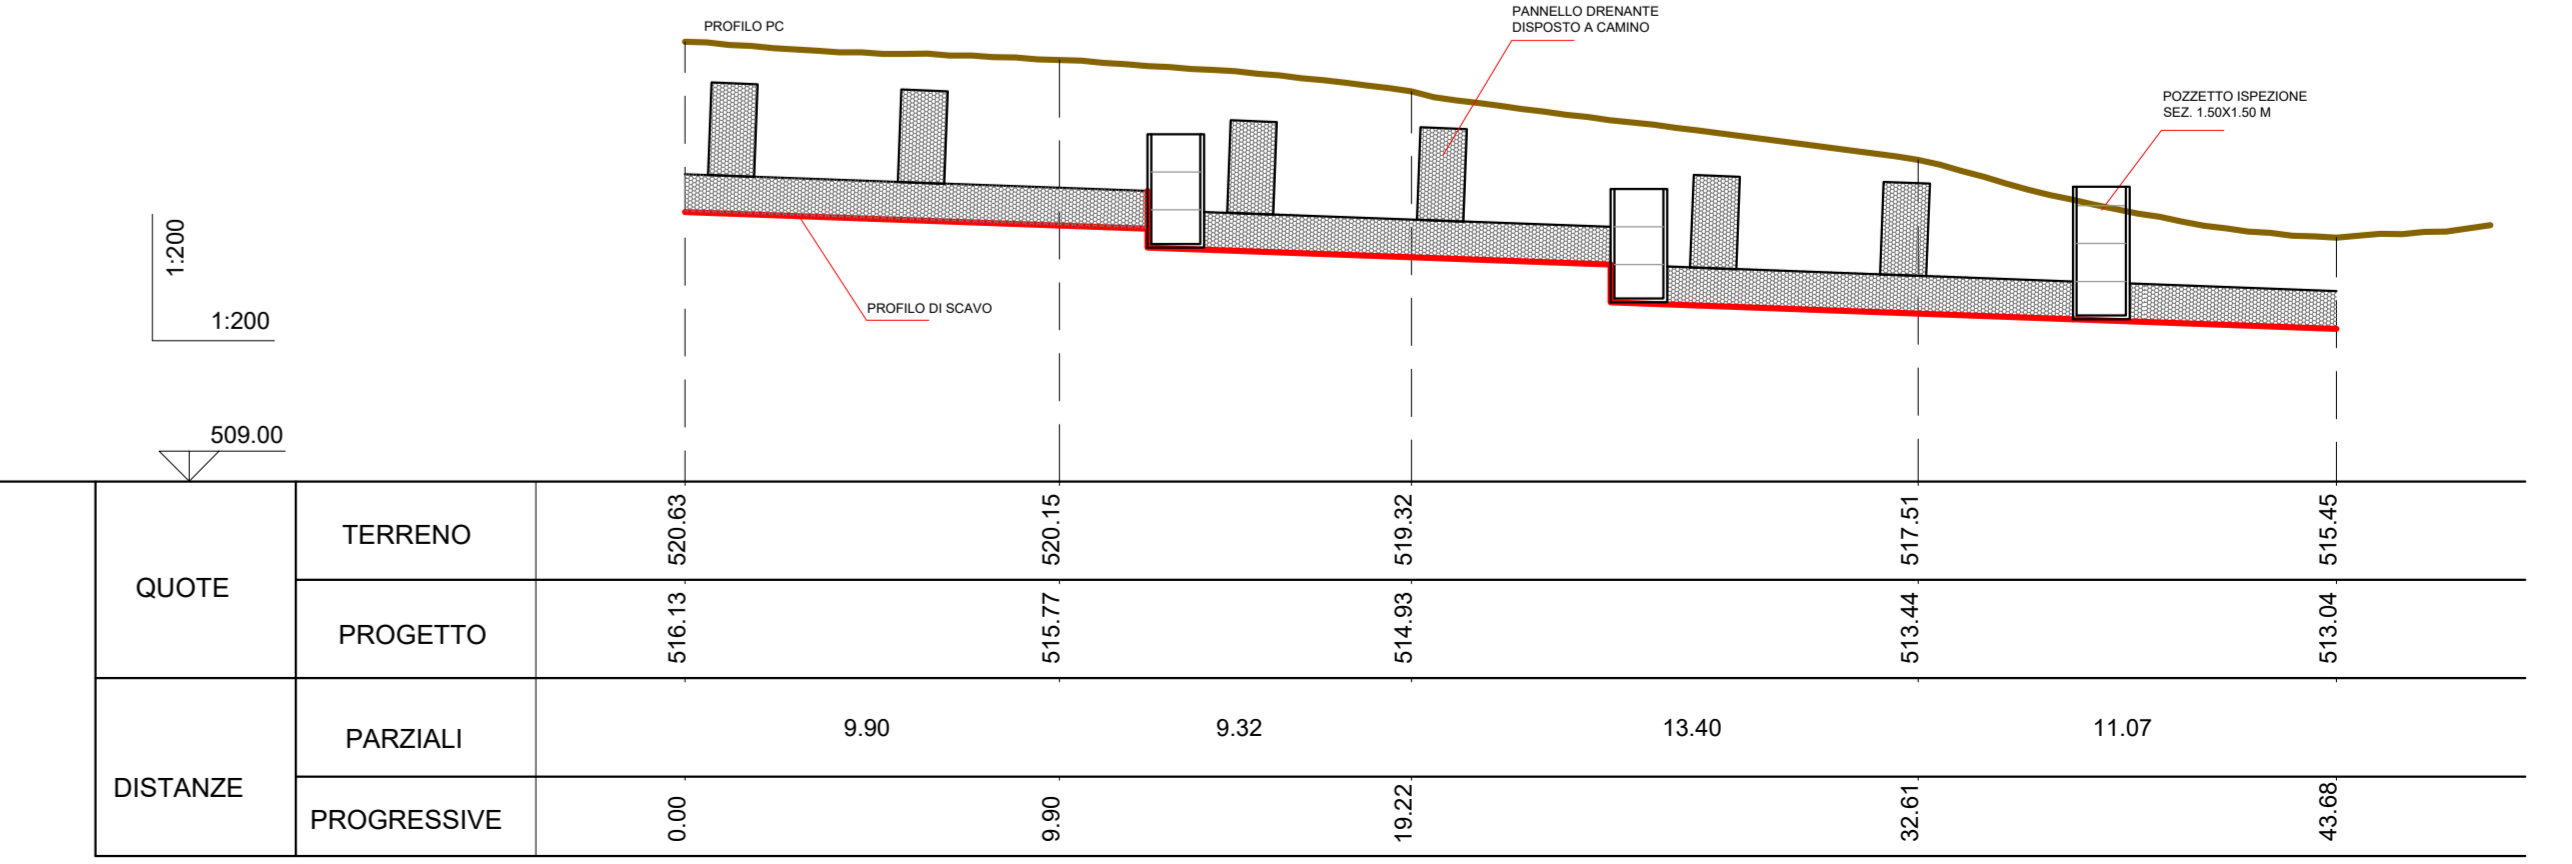 PROFILO PC
PANNELLO DRENANTE
DISPOSTO A CAMINO
POZZETTO ISPEZIONE
SEZ. 1.50X1.50 M
PROFILO DI SCAVO
1:200
1:200
509.00
QUOTE
TERRENO
520.63 520.15 519.32 517.51 515.45
PROGETTO
516.13 515.77 514.93 513.44 513.04
DISTANZE
PARZIALI
9.90 9.32 13.40 11.07
PROGRESSIVE
0.00 9.90 19.22 32.61 43.68